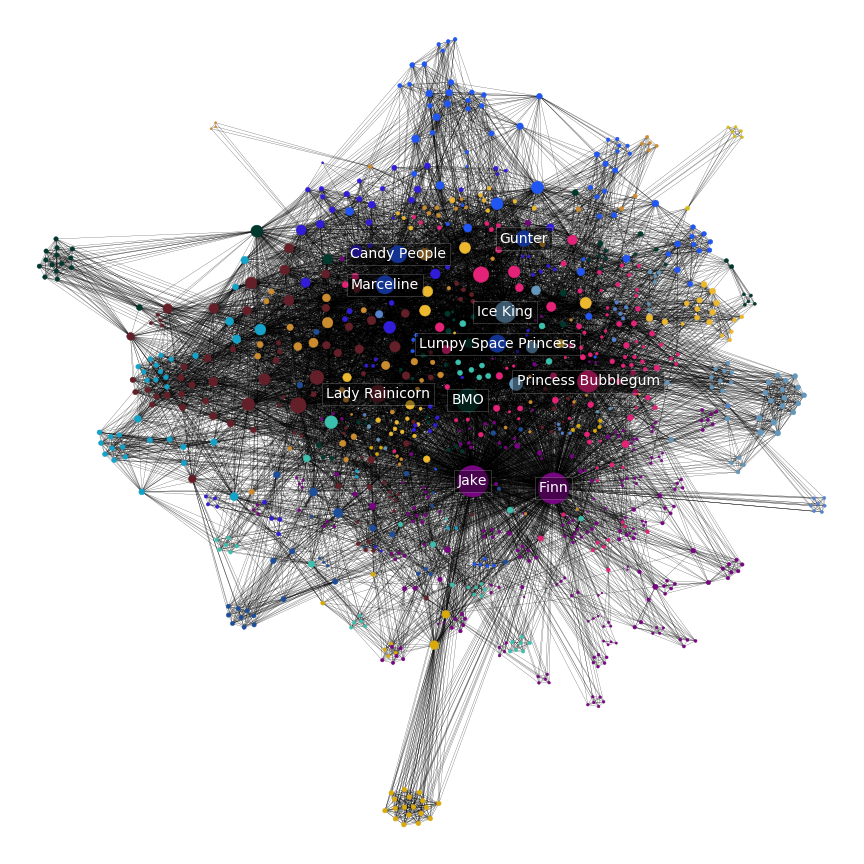 Gunter
Candy People
Marceline
Ice King
Lumpy Space Princess
Princess Bubblegum
Lady Rainicorn
BMO
Jake
Finn